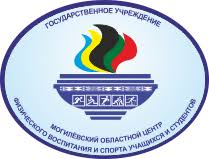 ГОСУДАРСТВЕННОЕ УЧРЕЖДЕНИЕ
МОГИЛЁВСКИЙ ОБЛАСТНОЙ ЦЕНТР
ФИЗИЧЕСКОГО ВОСПИТАНИЯ И СПОРТА УЧАЩИХСЯ И СТУДЕНТОВ